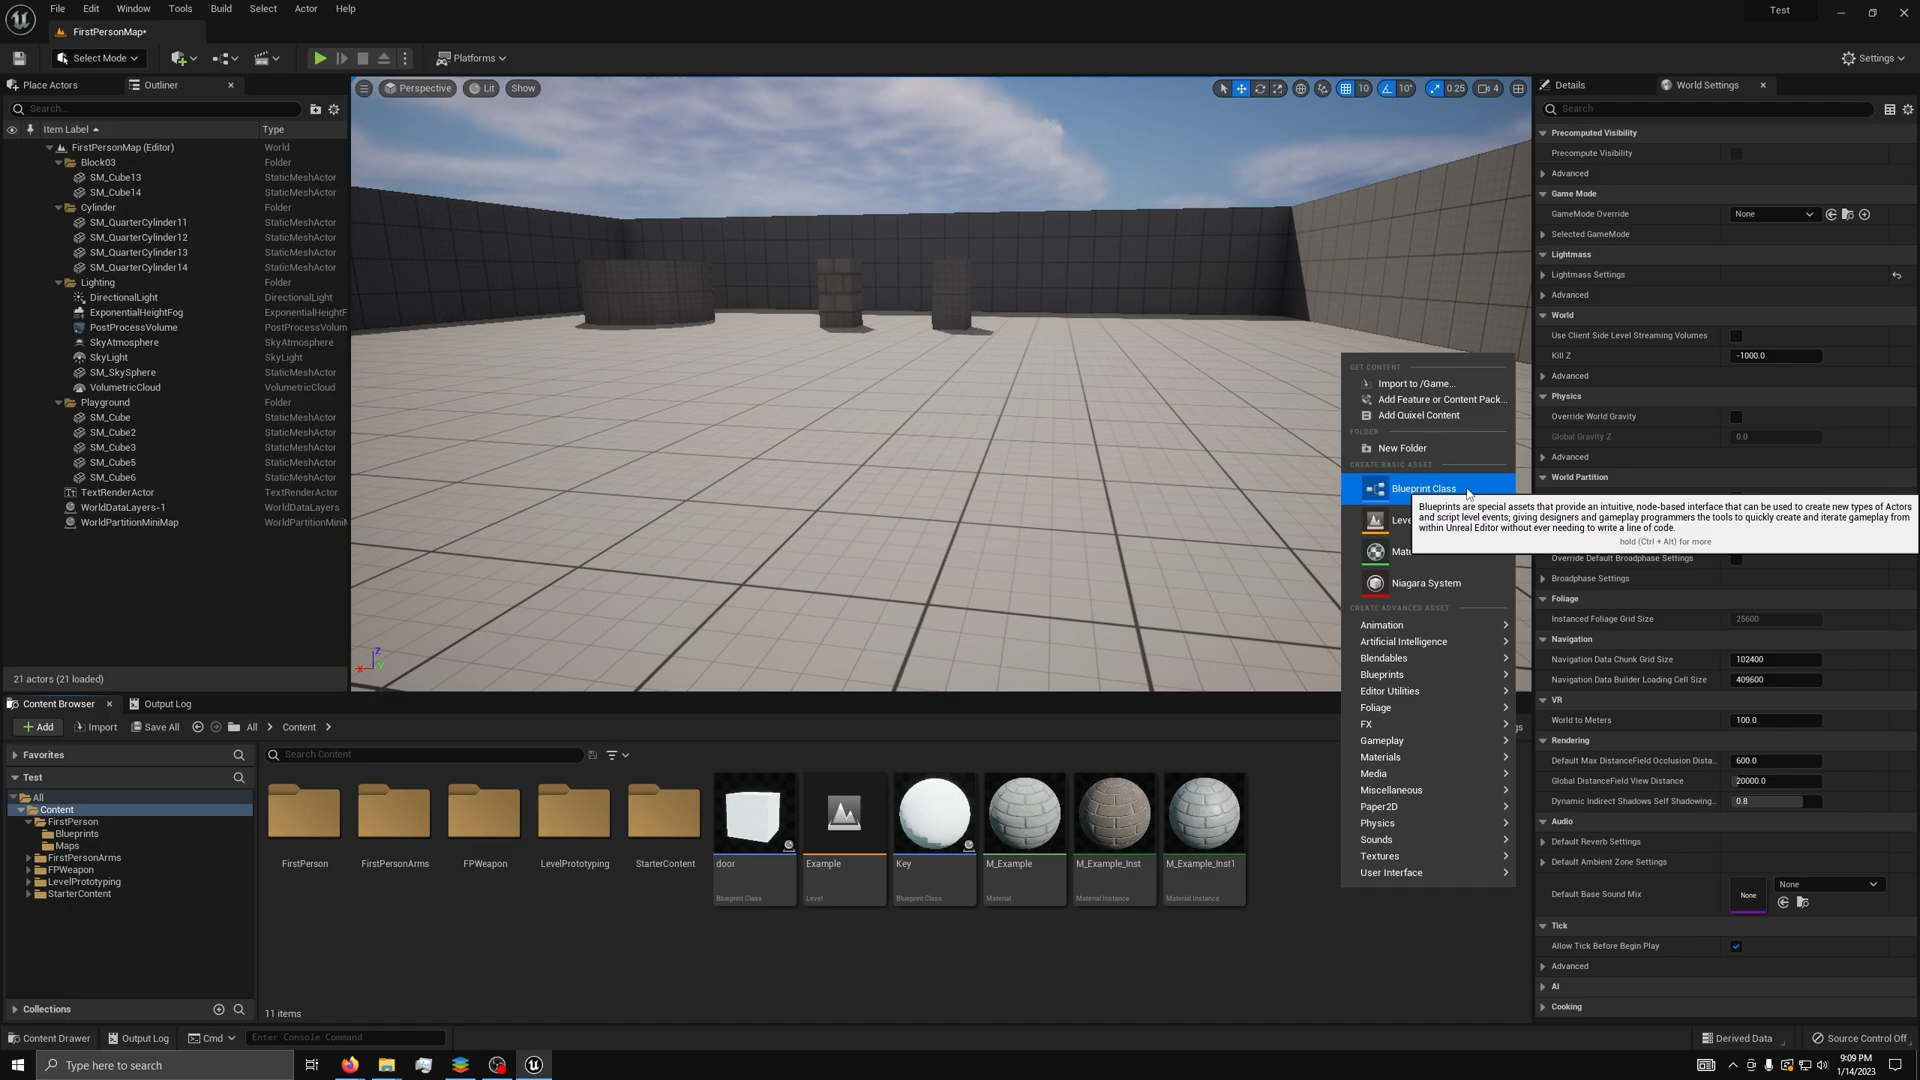 File Edit Window Tools Build Select Actor Help
Test
FirstPersonMap*
Select Mode
Platforms
Settings
Place Actors
Outliner
Search...
Item Label
Type
FirstPersonMap (Editor) World
Block03 Folder
SM_Cube13 StaticMeshActor
SM_Cube14 StaticMeshActor
Cylinder Folder
SM_QuarterCylinder11 StaticMeshActor
SM_QuarterCylinder12 StaticMeshActor
SM_QuarterCylinder13 StaticMeshActor
SM_QuarterCylinder14 StaticMeshActor
Lighting Folder
DirectionalLight DirectionalLight
ExponentialHeightFog ExponentialHeightF
PostProcessVolume PostProcessVolum
SkyAtmosphere SkyAtmosphere
SkyLight SkyLight
SM_SkySphere StaticMeshActor
VolumetricCloud VolumetricCloud
Playground Folder
SM_Cube StaticMeshActor
SM_Cube2 StaticMeshActor
SM_Cube3 StaticMeshActor
SM_Cube5 StaticMeshActor
SM_Cube6 StaticMeshActor
TextRenderActor TextRenderActor
WorldDataLayers-1 WorldDataLayers
WorldPartitionMiniMap WorldPartitionMini
21 actors (21 loaded)
Perspective Lit Show
10 10° 0.25 4
Z
X Y
GET CONTENT
Import to /Game...
Add Feature or Content Pack...
Add Quixel Content
FOLDER
New Folder
CREATE BASIC ASSET
Blueprint Class
Leve
Mate
Niagara System
Blueprints are special assets that provide an intuitive, node-based interface that can be used to create new types of Actors
and script level events; giving designers and gameplay programmers the tools to quickly create and iterate gameplay from
within Unreal Editor without ever needing to write a line of code.
hold (Ctrl + Alt) for more
CREATE ADVANCED ASSET
Animation
Artificial Intelligence
Blendables
Blueprints
Editor Utilities
Foliage
FX
Gameplay
Materials
Media
Miscellaneous
Paper2D
Physics
Sounds
Textures
User Interface
Details
World Settings
Search
Precomputed Visibility
Precompute Visibility
Advanced
Game Mode
GameMode Override None
Selected GameMode
Lightmass
Lightmass Settings
Advanced
World
Use Client Side Level Streaming Volumes
Kill Z -1000.0
Advanced
Physics
Override World Gravity
Global Gravity Z 0.0
Advanced
World Partition
Override Default Broadphase Settings
Broadphase Settings
Foliage
Instanced Foliage Grid Size 25600
Navigation
Navigation Data Chunk Grid Size 102400
Navigation Data Builder Loading Cell Size 409600
VR
World to Meters 100.0
Rendering
Default Max DistanceField Occlusion Dista... 600.0
Global DistanceField View Distance 20000.0
Dynamic Indirect Shadows Self Shadowing... 0.8
Audio
Default Reverb Settings
Default Ambient Zone Settings
Default Base Sound Mix None None
Tick
Allow Tick Before Begin Play
Advanced
AI
Cooking
Content Browser
Output Log
Add Import Save All All Content
gs
Favorites
Test
All
Content
FirstPerson
Blueprints
Maps
FirstPersonArms
FPWeapon
LevelPrototyping
StarterContent
Collections
Search Content
FirstPerson FirstPersonArms FPWeapon LevelPrototyping StarterContent door Example Key M_Example M_Example_Inst M_Example_Inst1
Blueprint Class Level Blueprint Class Material Material Instance Material Instance
11 items
Content Drawer Output Log Cmd Enter Console Command
Derived Data Source Control Off
Type here to search
9:09 PM
1/14/2023